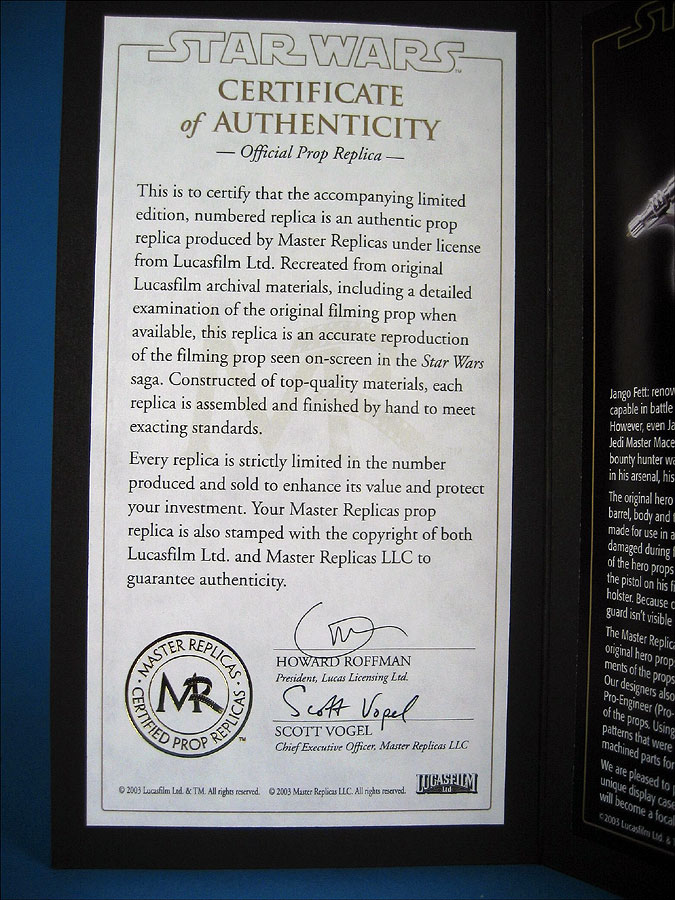 STAR WARS™
CERTIFICATE
of AUTHENTICITY
— Official Prop Replica —
This is to certify that the accompanying limited
edition, numbered replica is an authentic prop
replica produced by Master Replicas under license
from Lucasfilm Ltd. Recreated from original
Lucasfilm archival materials, including a detailed
examination of the original filming prop when
available, this replica is an accurate reproduction
of the filming prop seen on-screen in the Star Wars
saga. Constructed of top-quality materials, each
replica is assembled and finished by hand to meet
exacting standards.
Every replica is strictly limited in the number
produced and sold to enhance its value and protect
your investment. Your Master Replicas prop
replica is also stamped with the copyright of both
Lucasfilm Ltd. and Master Replicas LLC to
guarantee authenticity.
HOWARD ROFFMAN
President, Lucas Licensing Ltd.
Scott Vogel
SCOTT VOGEL
Chief Executive Officer, Master Replicas LLC
• MASTER REPLICAS •
MR
CERTIFIED PROP REPLICAS
™
© 2003 Lucasfilm Ltd. & TM. All rights reserved. © 2003 Master Replicas LLC. All rights reserved.
LUCASFILM
Ltd
ST
Jango Fett: renow
capable in battle
However, even Ja
Jedi Master Mace
bounty hunter wa
in his arsenal, his
The original hero
barrel, body and
made for use in a
damaged during
of the hero props
the pistol on his fi
holster. Because c
guard isn't visible
The Master Replica
original hero prop
ments of the props
Our designers also
Pro-Engineer (Pro-
of the props. Using
patterns that were
machined parts for
We are pleased to p
unique display case
will become a focal
©2003 Lucasfilm Ltd. &